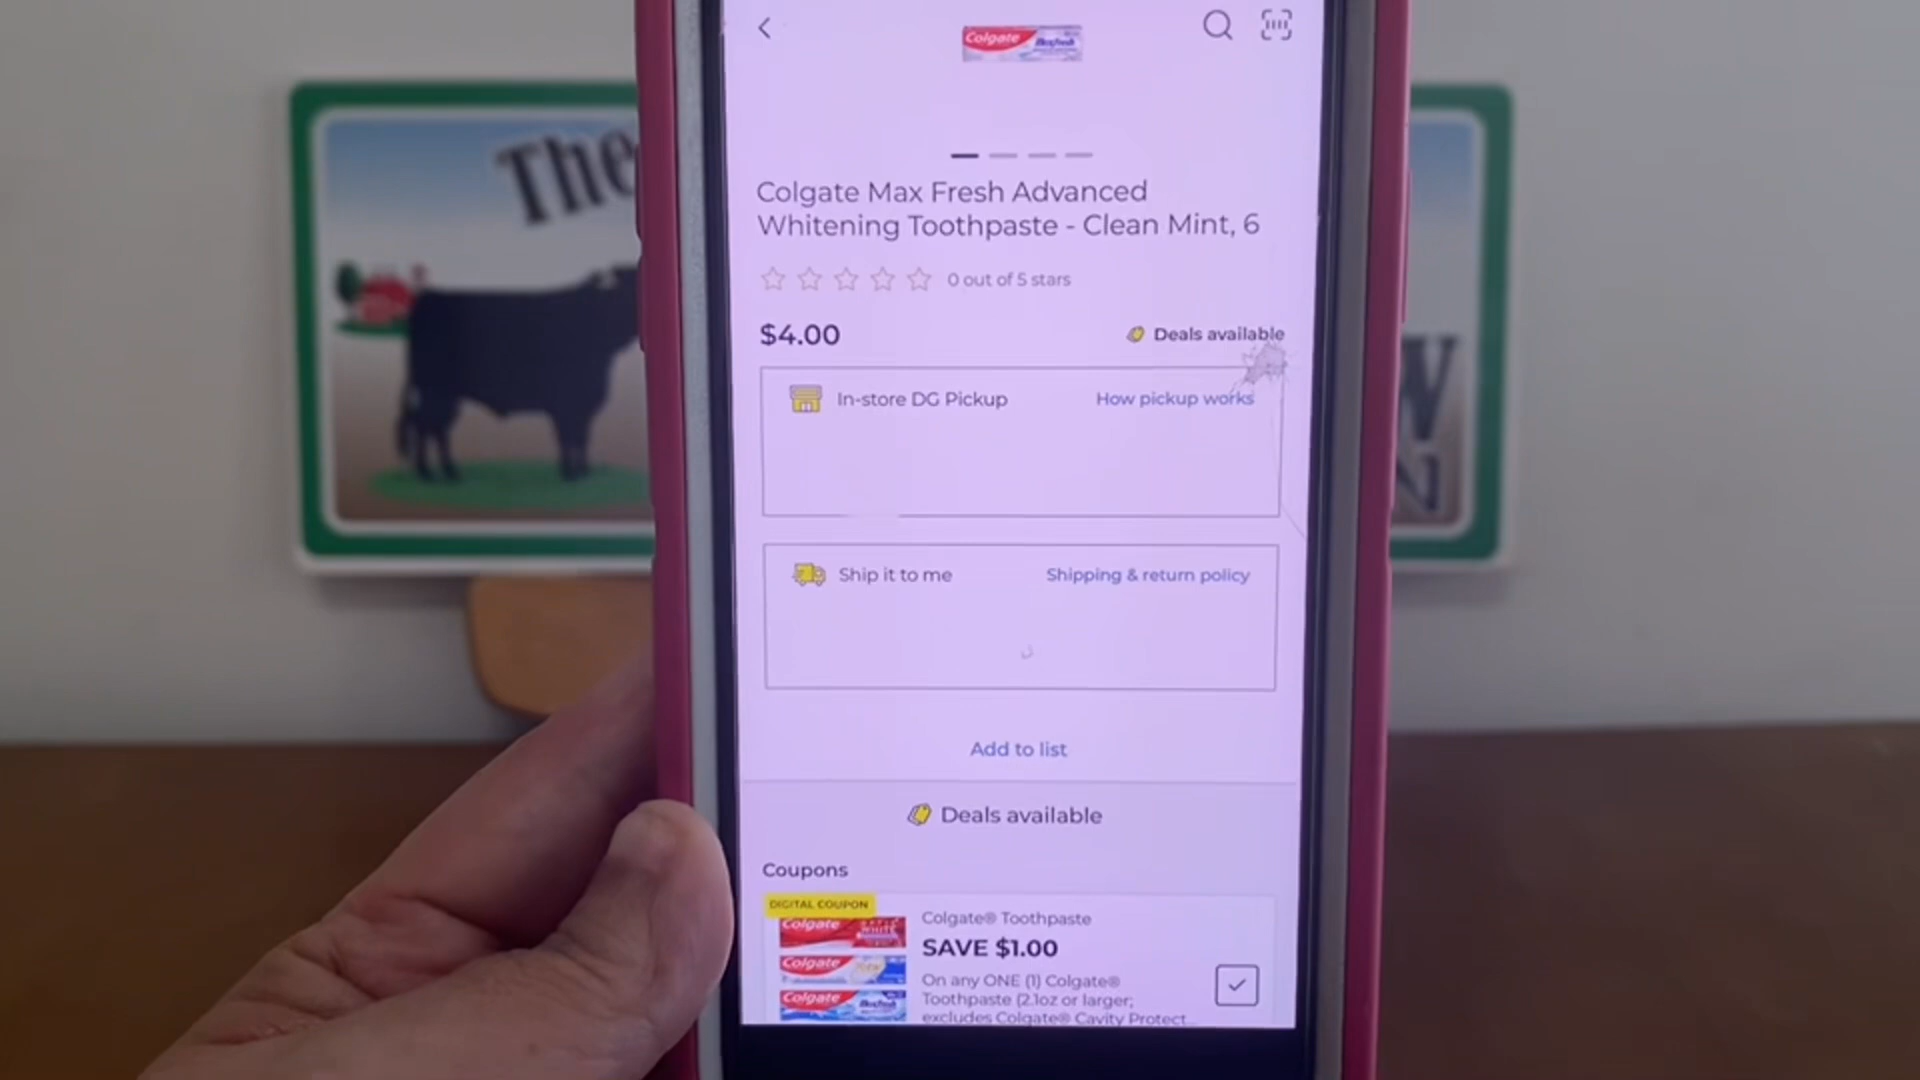 The
Colgate
Colgate Max Fresh Advanced
Whitening Toothpaste - Clean Mint, 6
0 out of 5 stars
$4.00
Deals available
In-store DG Pickup
How pickup works
Ship it to me
Shipping & return policy
Add to list
Deals available
Coupons
DIGITAL COUPON
Colgate
Colgate
Colgate
Colgate® Toothpaste
SAVE $1.00
On any ONE (1) Colgate®
Toothpaste (2.1oz or larger;
excludes Colgate® Cavity Protect...